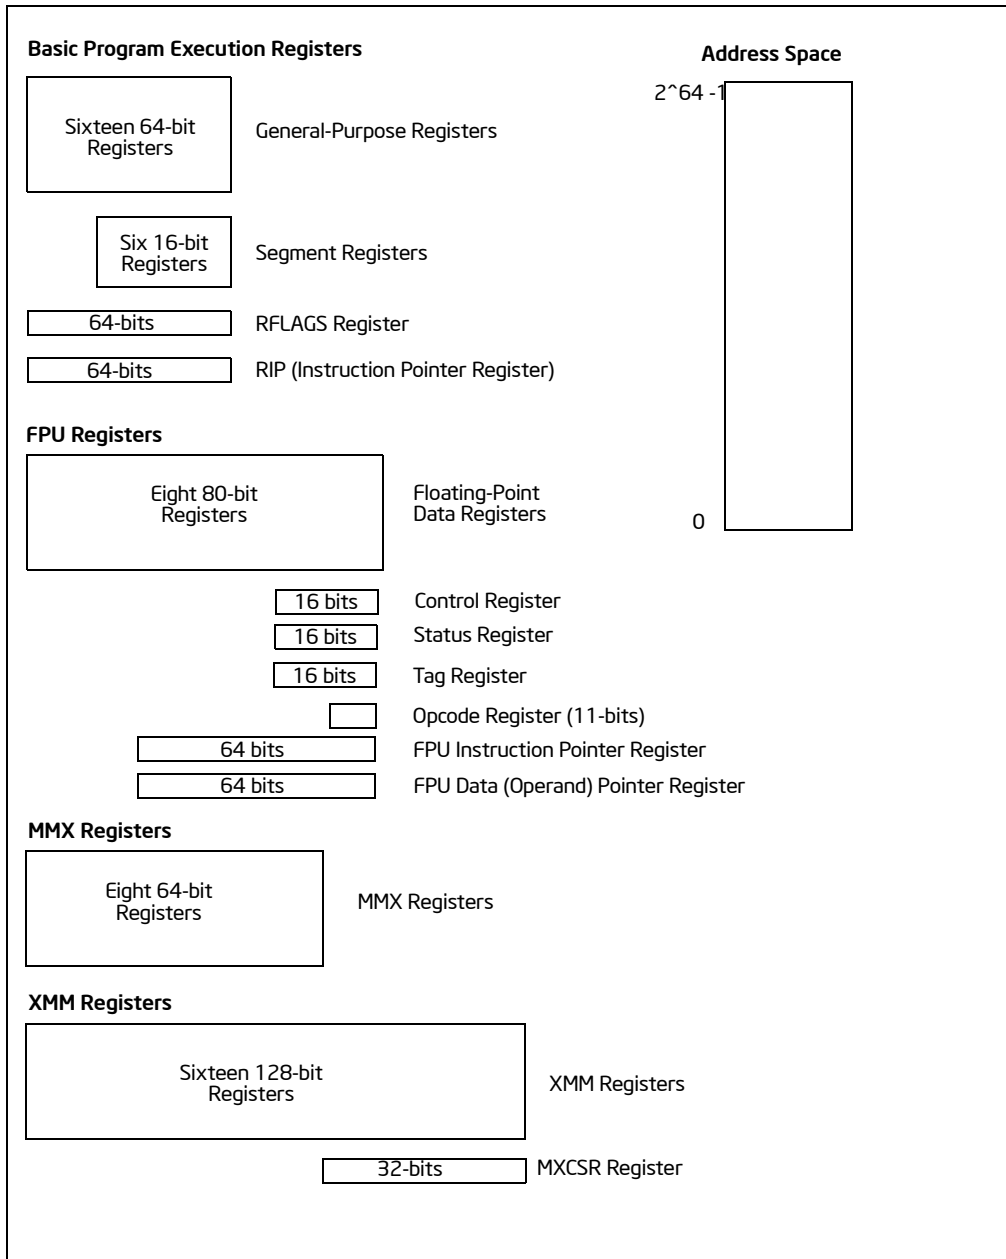 Basic Program Execution Registers
Address Space
2^64 -1
Sixteen 64-bit
Registers
General-Purpose Registers
Six 16-bit
Registers
Segment Registers
64-bits
RFLAGS Register
64-bits
RIP (Instruction Pointer Register)
FPU Registers
Eight 80-bit
Registers
Floating-Point
Data Registers
0
16 bits
Control Register
16 bits
Status Register
16 bits
Tag Register
Opcode Register (11-bits)
64 bits
FPU Instruction Pointer Register
64 bits
FPU Data (Operand) Pointer Register
MMX Registers
Eight 64-bit
Registers
MMX Registers
XMM Registers
Sixteen 128-bit
Registers
XMM Registers
32-bits
MXCSR Register